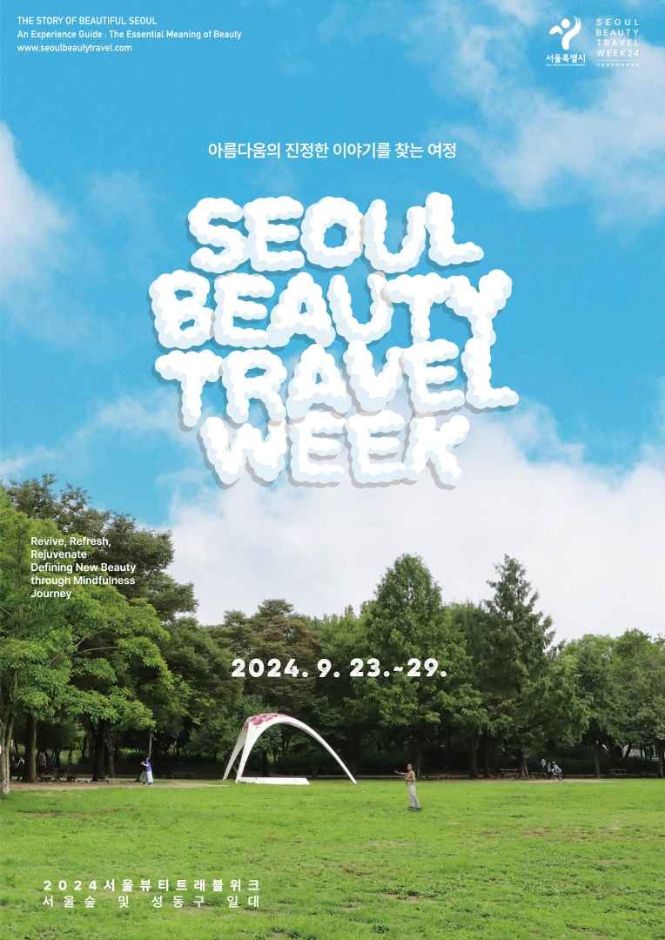 THE STORY OF BEAUTIFUL SEOUL
An Experience Guide : The Essential Meaning of Beauty
www.seoulbeautytravel.com
서울특별시
SEOUL
BEAUTY
TRAVEL
WEEK24
아름다움의 진정한 이야기를 찾는 여정
SEOUL
BEAUTY
TRAVEL
WEEK
Revive, Refresh,
Rejuvenate
Defining New Beauty
through Mindfulness
Journey
2024. 9. 23.~29.
2024서울뷰티트래블위크
서울숲 및 성동구 일대